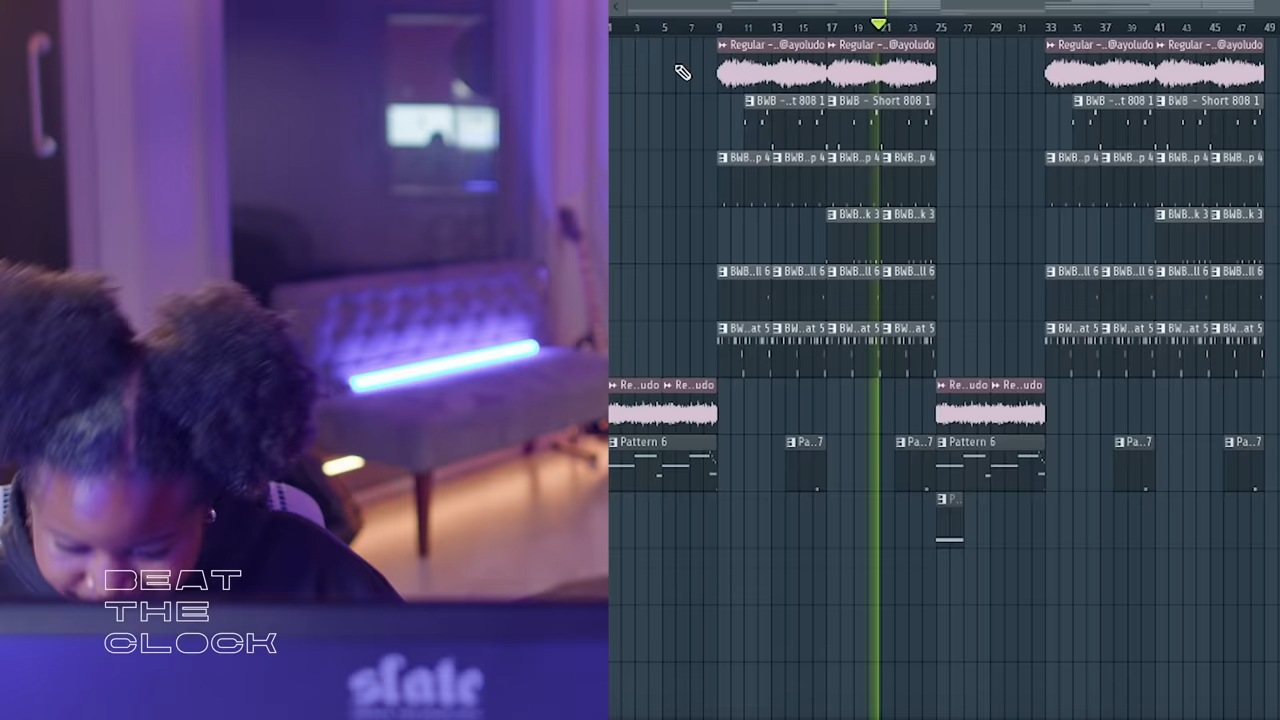 BEAT
THE
CLOCK
slate
5 7 9 13 15 17 19 21 25 27 29 31 33 37 39 41 43 45 47 49
Regular -..@ayoludo Regular -..@ayoludo Regular -..@ayoludo Regular -..@ayoludo
BWB -..t 808 1 BWB - Short 808 1 BWB -..t 808 1 BWB - Short 808 1
BWB..p 4 BWB..p 4 BWB..p 4 BWB..p 4 BWB..p 4 BWB..p 4 BWB..p 4 BWB..p 4
BWB..k 3 BWB..k 3 BWB..k 3 BWB..k 3
BWB..ll 6 BWB..ll 6 BWB..ll 6 BWB..ll 6 BWB..ll 6 BWB..ll 6 BWB..ll 6 BWB..ll 6
BW..at 5 BW..at 5 BW..at 5 BW..at 5 BW..at 5 BW..at 5 BW..at 5 BW..at 5
Re..udo Re..udo Re..udo Re..udo
Pattern 6 Pa..7 Pa..7 Pattern 6 Pa..7 Pa..7
P..